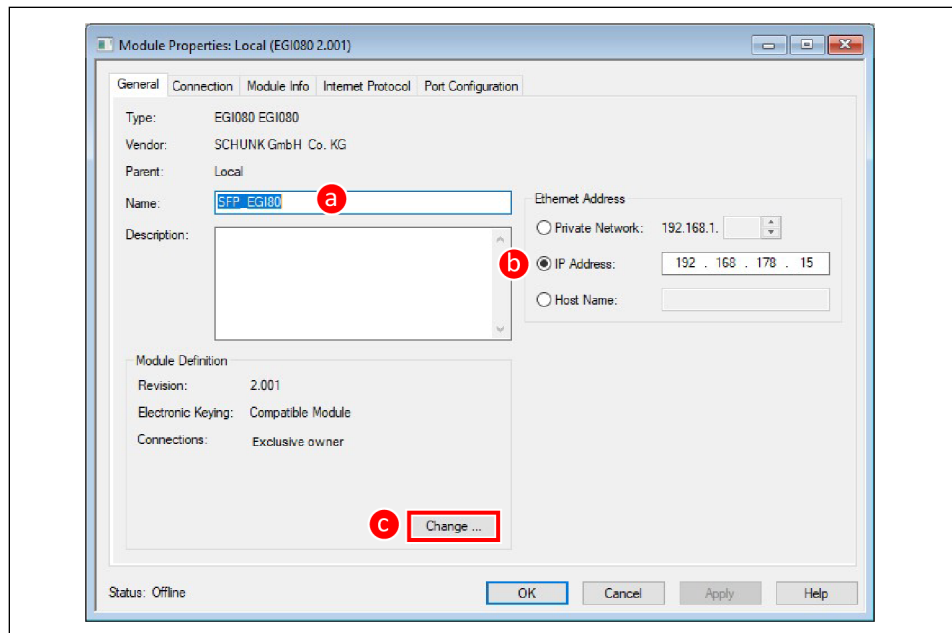 Module Properties: Local (EGI080 2.001)
General Connection Module Info Internet Protocol Port Configuration
Type: EGI080 EGI080
Vendor: SCHUNK GmbH Co. KG
Parent: Local
Name: SFP_EGI80 a
Description:
Ethernet Address
Private Network: 192.168.1.
b IP Address: 192 . 168 . 178 . 15
Host Name:
Module Definition
Revision: 2.001
Electronic Keying: Compatible Module
Connections: Exclusive owner
c Change ...
Status: Offline OK Cancel Apply Help